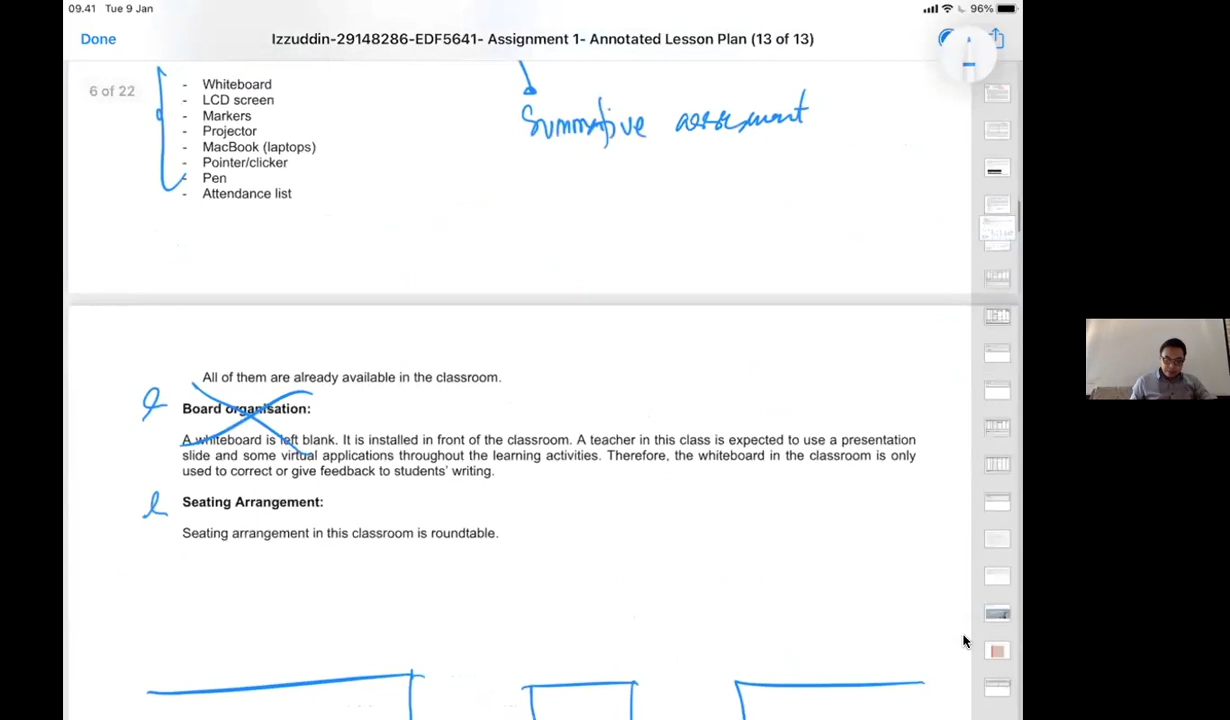 09.41 Tue 9 Jan
96%
Done
Izzuddin-29148286-EDF5641- Assignment 1- Annotated Lesson Plan (13 of 13)
6 of 22
- Whiteboard
- LCD screen
- Markers
- Projector
- MacBook (laptops)
- Pointer/clicker
- Pen
- Attendance list
Summative assessment
All of them are already available in the classroom.
Board organisation:
A whiteboard is left blank. It is installed in front of the classroom. A teacher in this class is expected to use a presentation
slide and some virtual applications throughout the learning activities. Therefore, the whiteboard in the classroom is only
used to correct or give feedback to students' writing.
Seating Arrangement:
Seating arrangement in this classroom is roundtable.